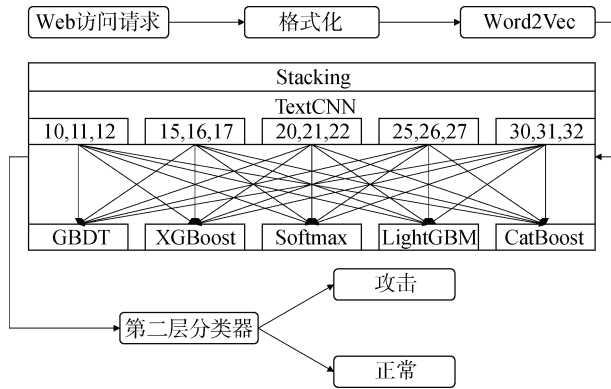 Web访问请求 格式化 Word2Vec
Stacking
TextCNN
10,11,12 15,16,17 20,21,22 25,26,27 30,31,32
GBDT XGBoost Softmax LightGBM CatBoost
攻击
第二层分类器
正常